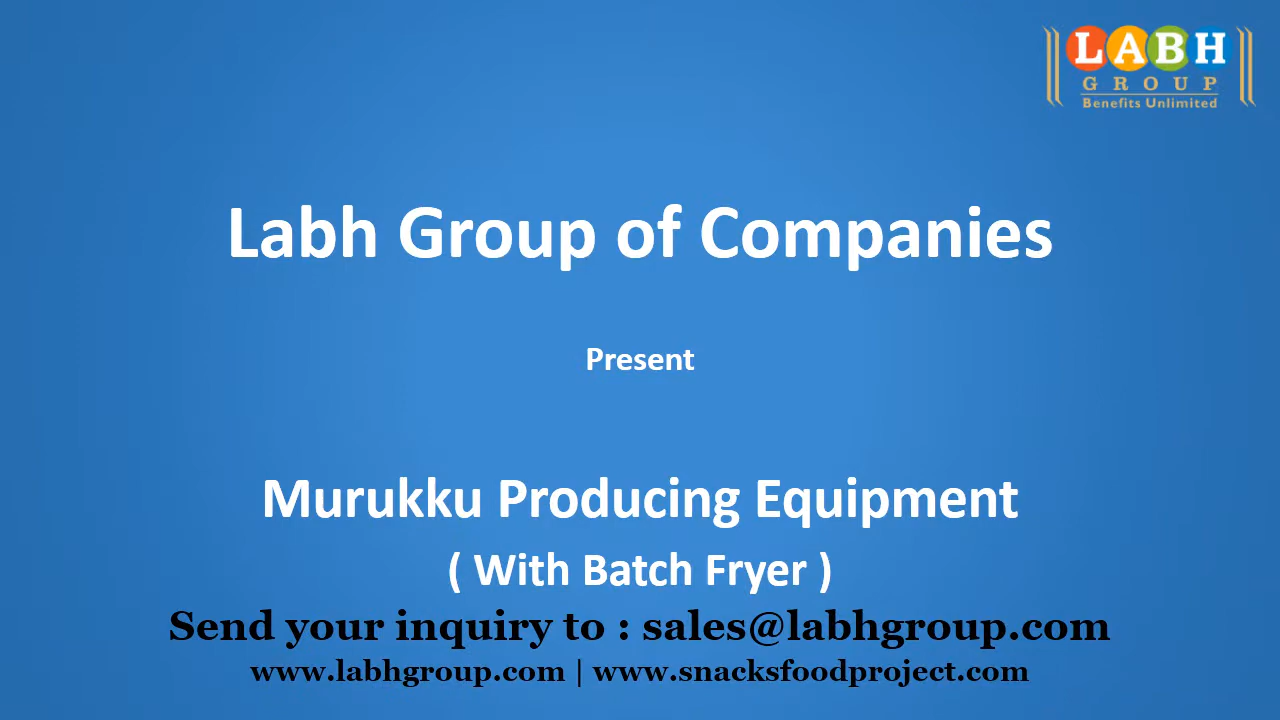 LABH
GROUP
Benefits Unlimited
Labh Group of Companies
Present
Murukku Producing Equipment
( With Batch Fryer )
Send your inquiry to : sales@labhgroup.com
www.labhgroup.com | www.snacksfoodproject.com